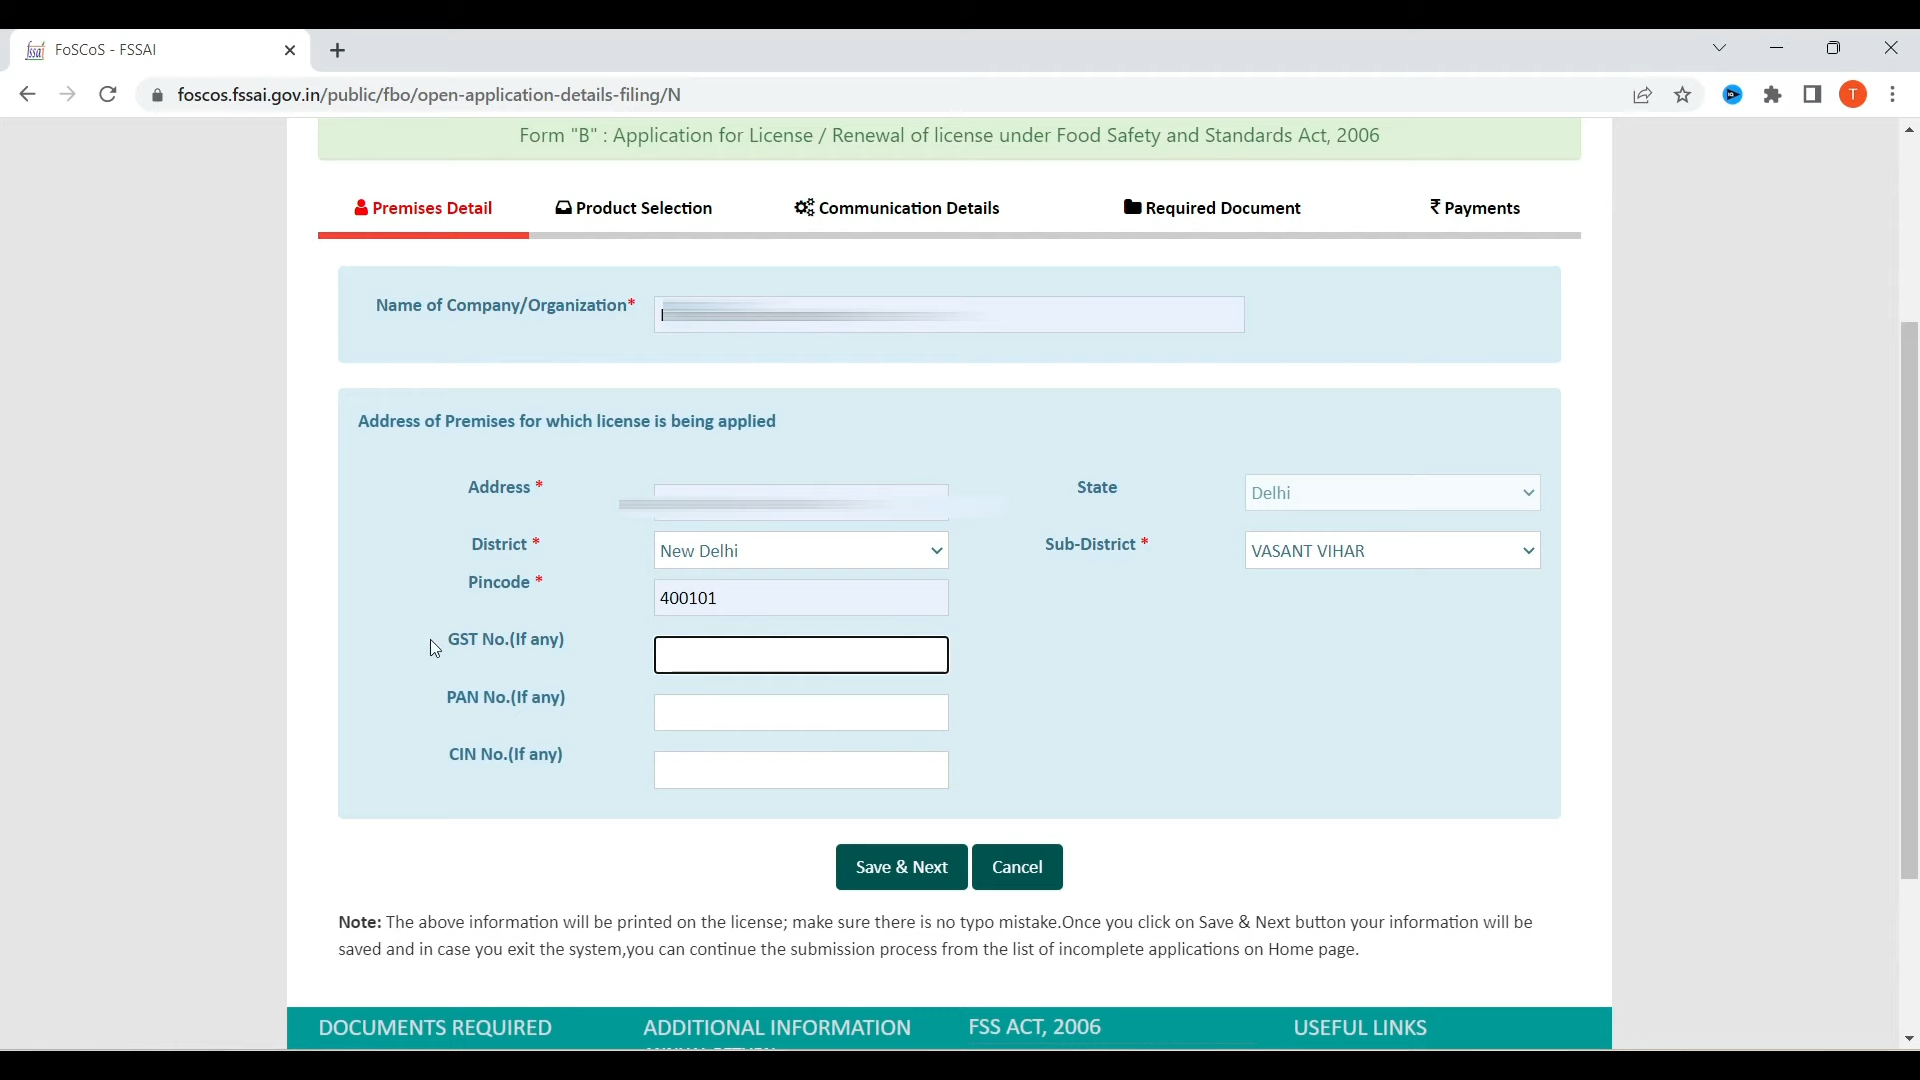 FoSCoS - FSSAI
foscos.fssai.gov.in/public/fbo/open-application-details-filing/N
T
Form "B" : Application for License / Renewal of license under Food Safety and Standards Act, 2006
Premises Detail
Product Selection
Communication Details
Required Document
₹ Payments
Name of Company/Organization*
Address of Premises for which license is being applied
Address *
State
Delhi
District *
New Delhi
Sub-District *
VASANT VIHAR
Pincode *
400101
GST No.(If any)
PAN No.(If any)
CIN No.(If any)
Save & Next
Cancel
Note: The above information will be printed on the license; make sure there is no typo mistake.Once you click on Save & Next button your information will be
saved and in case you exit the system,you can continue the submission process from the list of incomplete applications on Home page.
DOCUMENTS REQUIRED
ADDITIONAL INFORMATION
FSS ACT, 2006
USEFUL LINKS